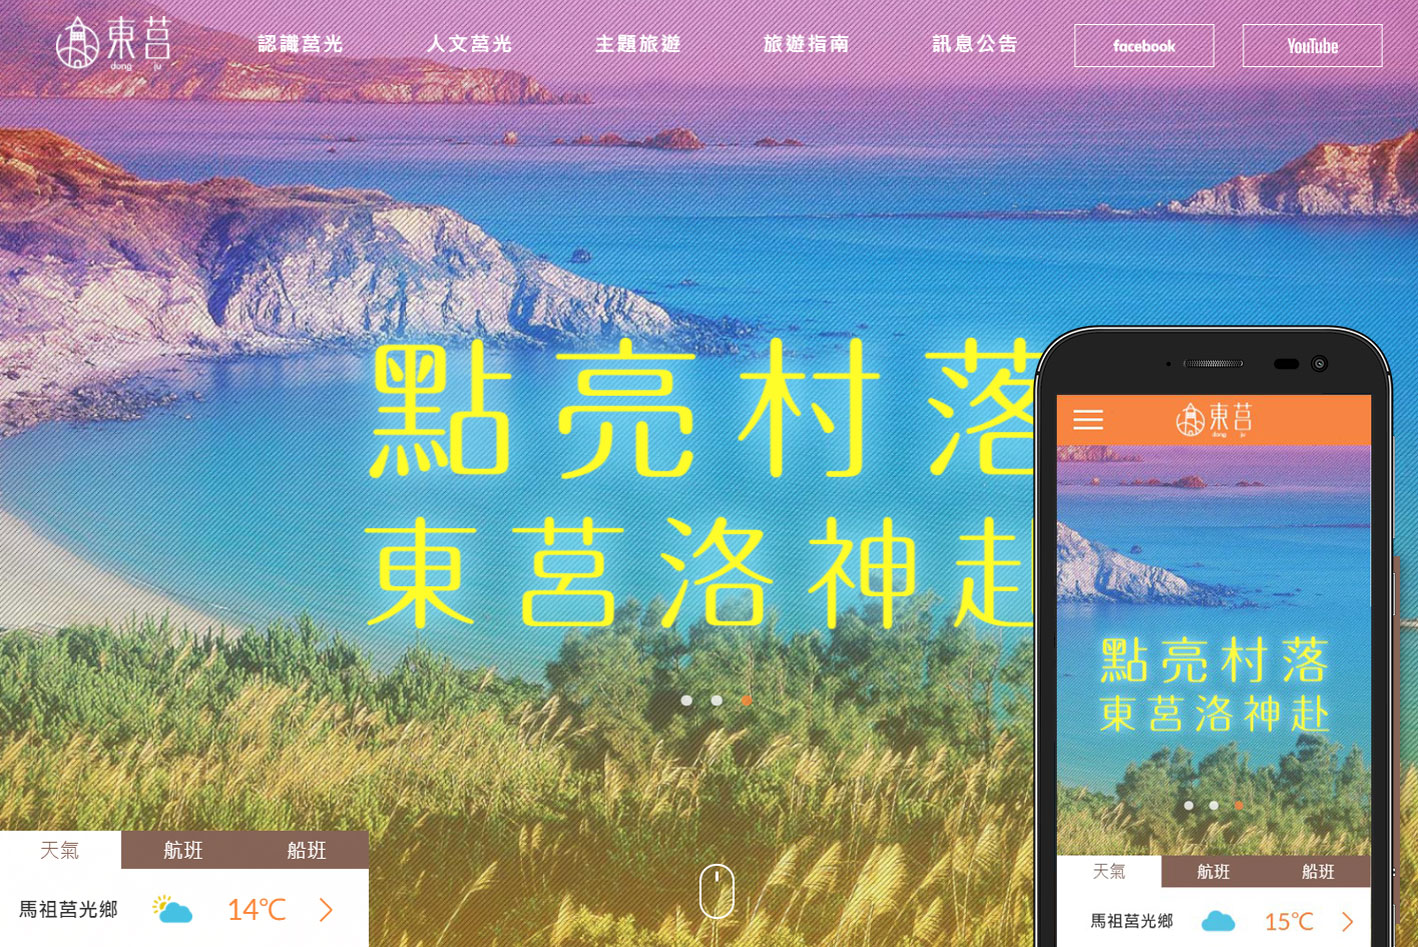 東莒
dong ju
認識莒光
人文莒光
主題旅遊
旅遊指南
訊息公告
facebook
YouTube
點亮村落
東莒洛神赴
天氣
航班
船班
馬祖莒光鄉
14℃
東莒
dong ju
點亮村落
東莒洛神赴
天氣
航班
船班
馬祖莒光鄉
15℃